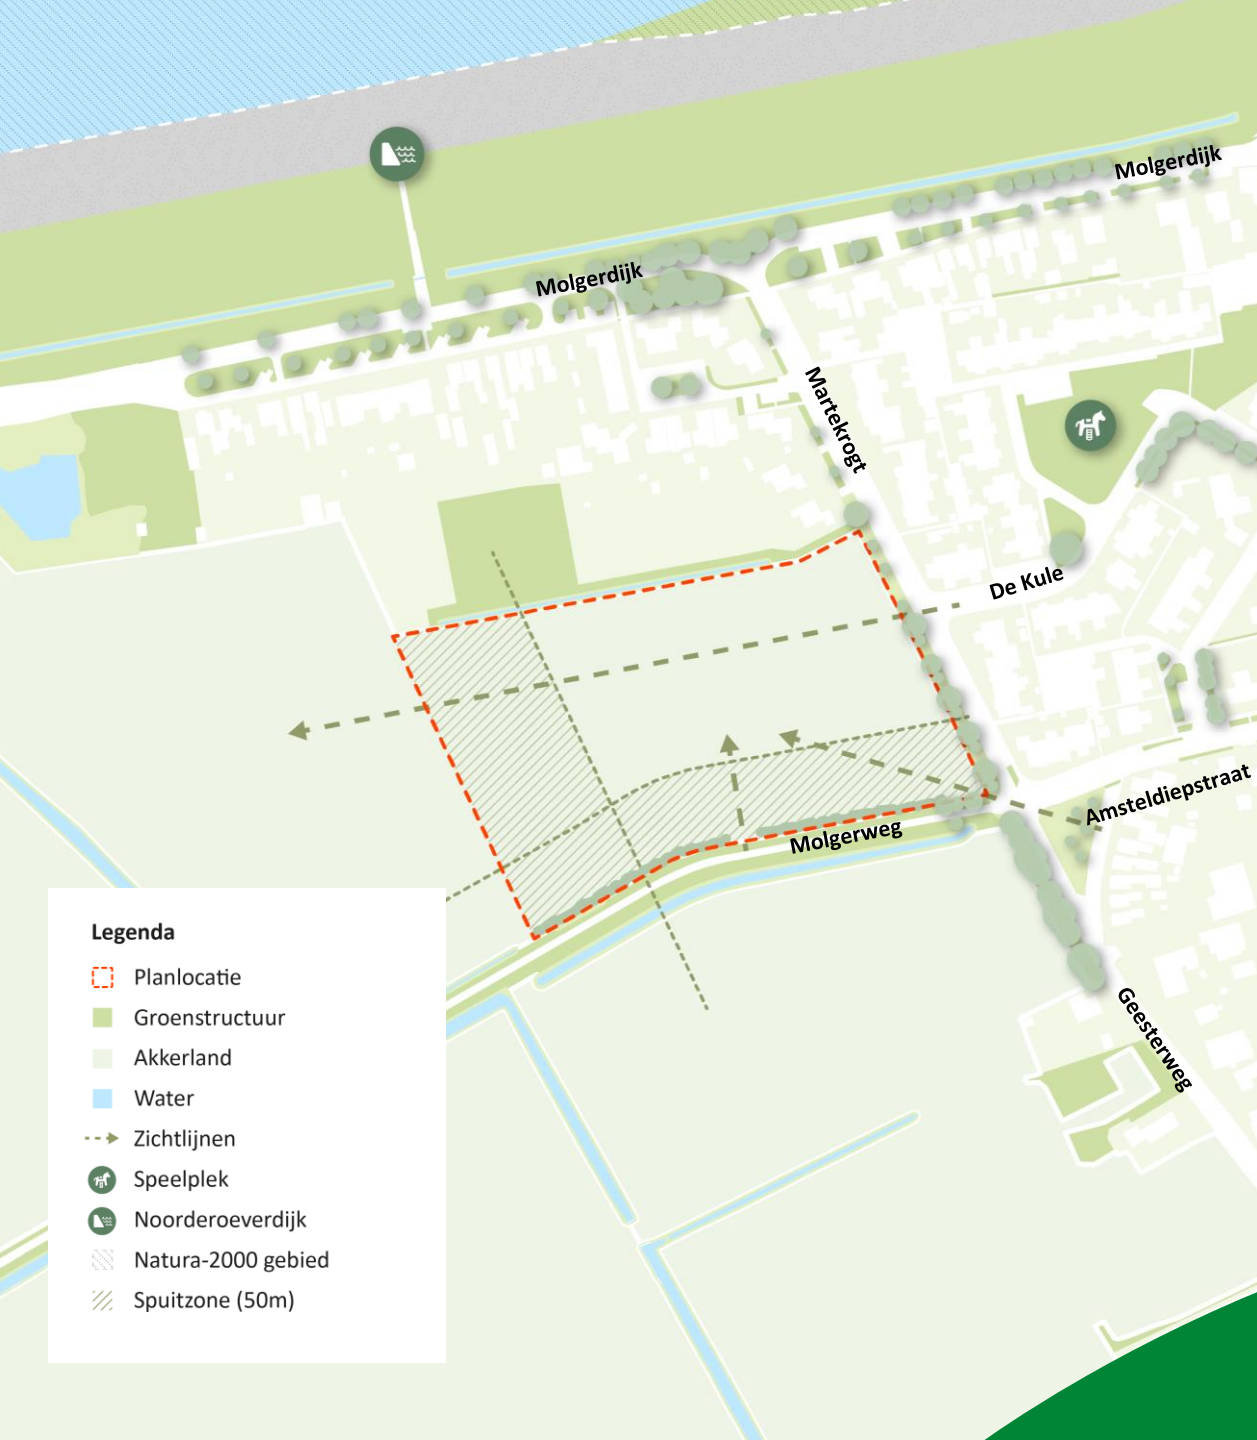 Molgerdijk
Molgerdijk
Martekrogt
De Kule
Amsteldiepstraat
Molgerweg
Geesterweg
Legenda
Planlocatie
Groenstructuur
Akkerland
Water
Zichtlijnen
Speelplek
Noorderoeverdijk
Natura-2000 gebied
Spuitzone (50m)